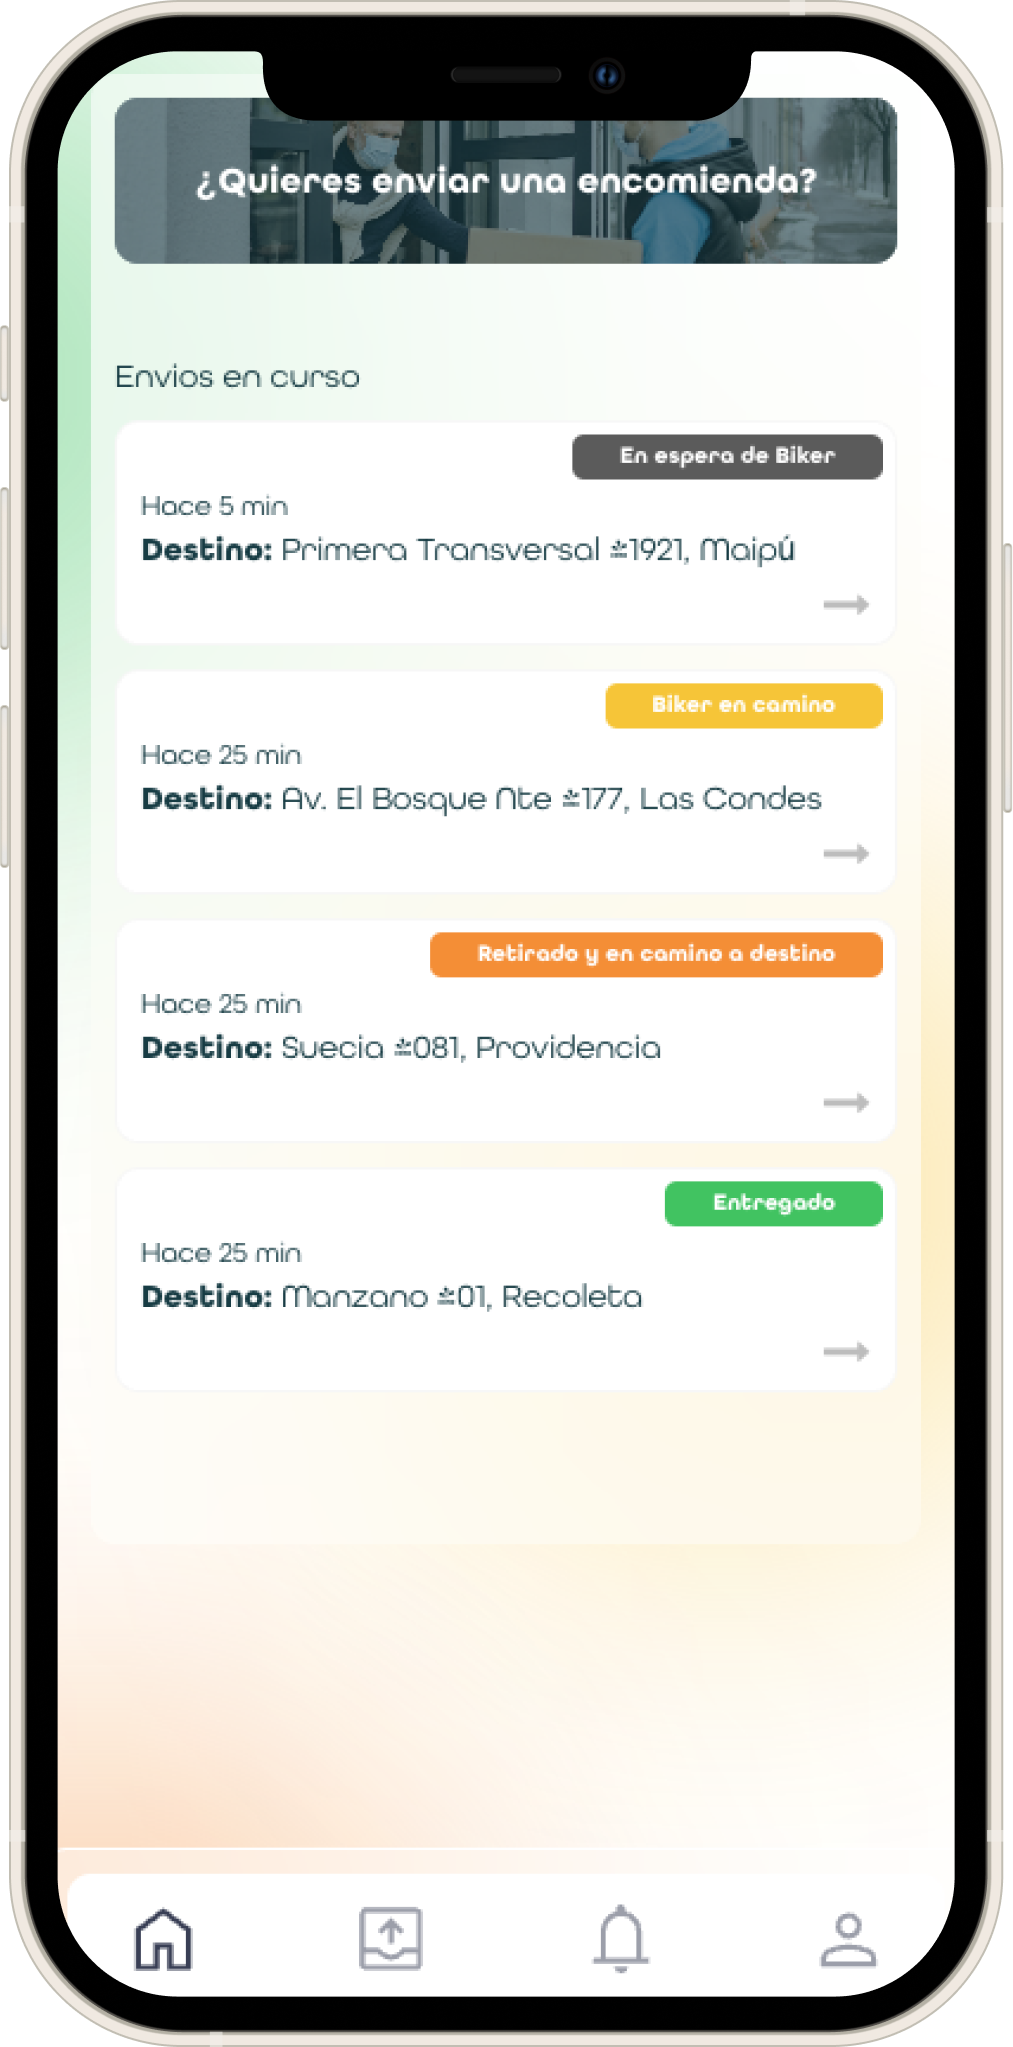 ¿Quieres enviar una encomienda?
Envios en curso
En espera de Biker
Hace 5 min
Destino: Primera Transversal #1921, Maipú
Biker en camino
Hace 25 min
Destino: Av. El Bosque Nte #177, Las Condes
Retirado y en camino a destino
Hace 25 min
Destino: Suecia #081, Providencia
Entregado
Hace 25 min
Destino: Manzano #01, Recoleta